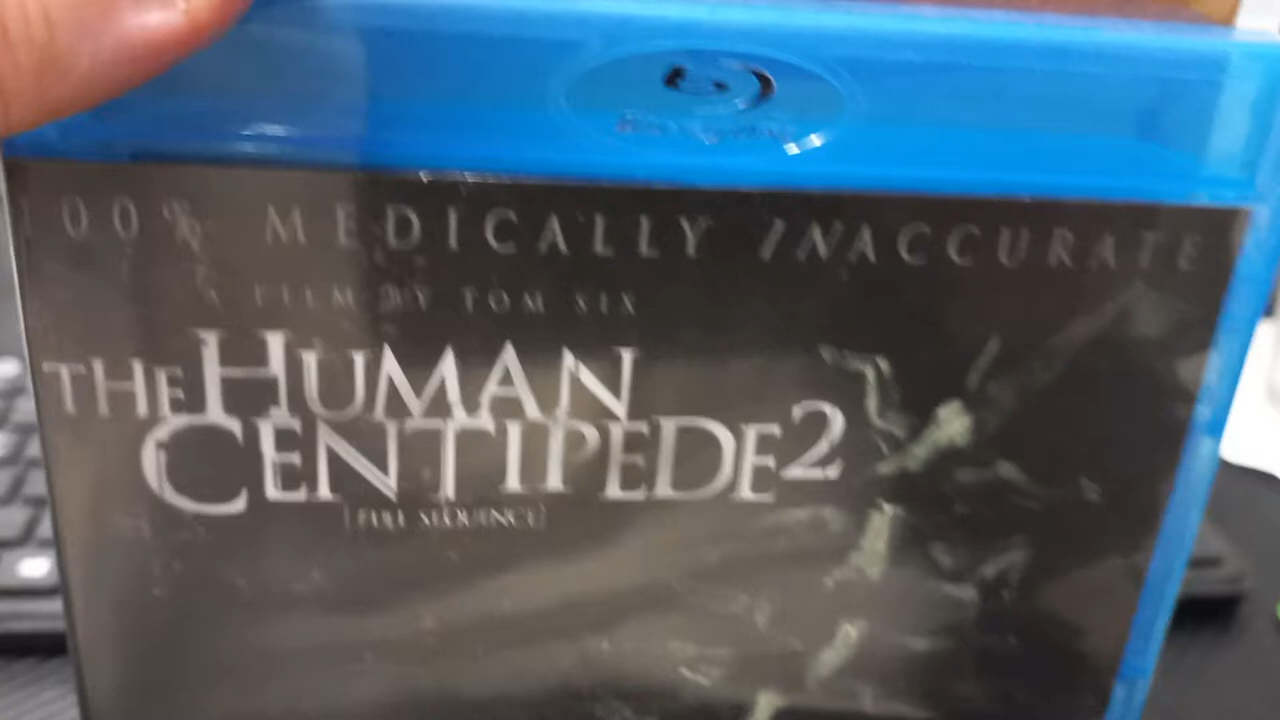 100% MEDICALLY INACCURATE
A FILM BY TOM SIX
THE HUMAN
CENTIPEDE 2
[FULL SEQUENCE]